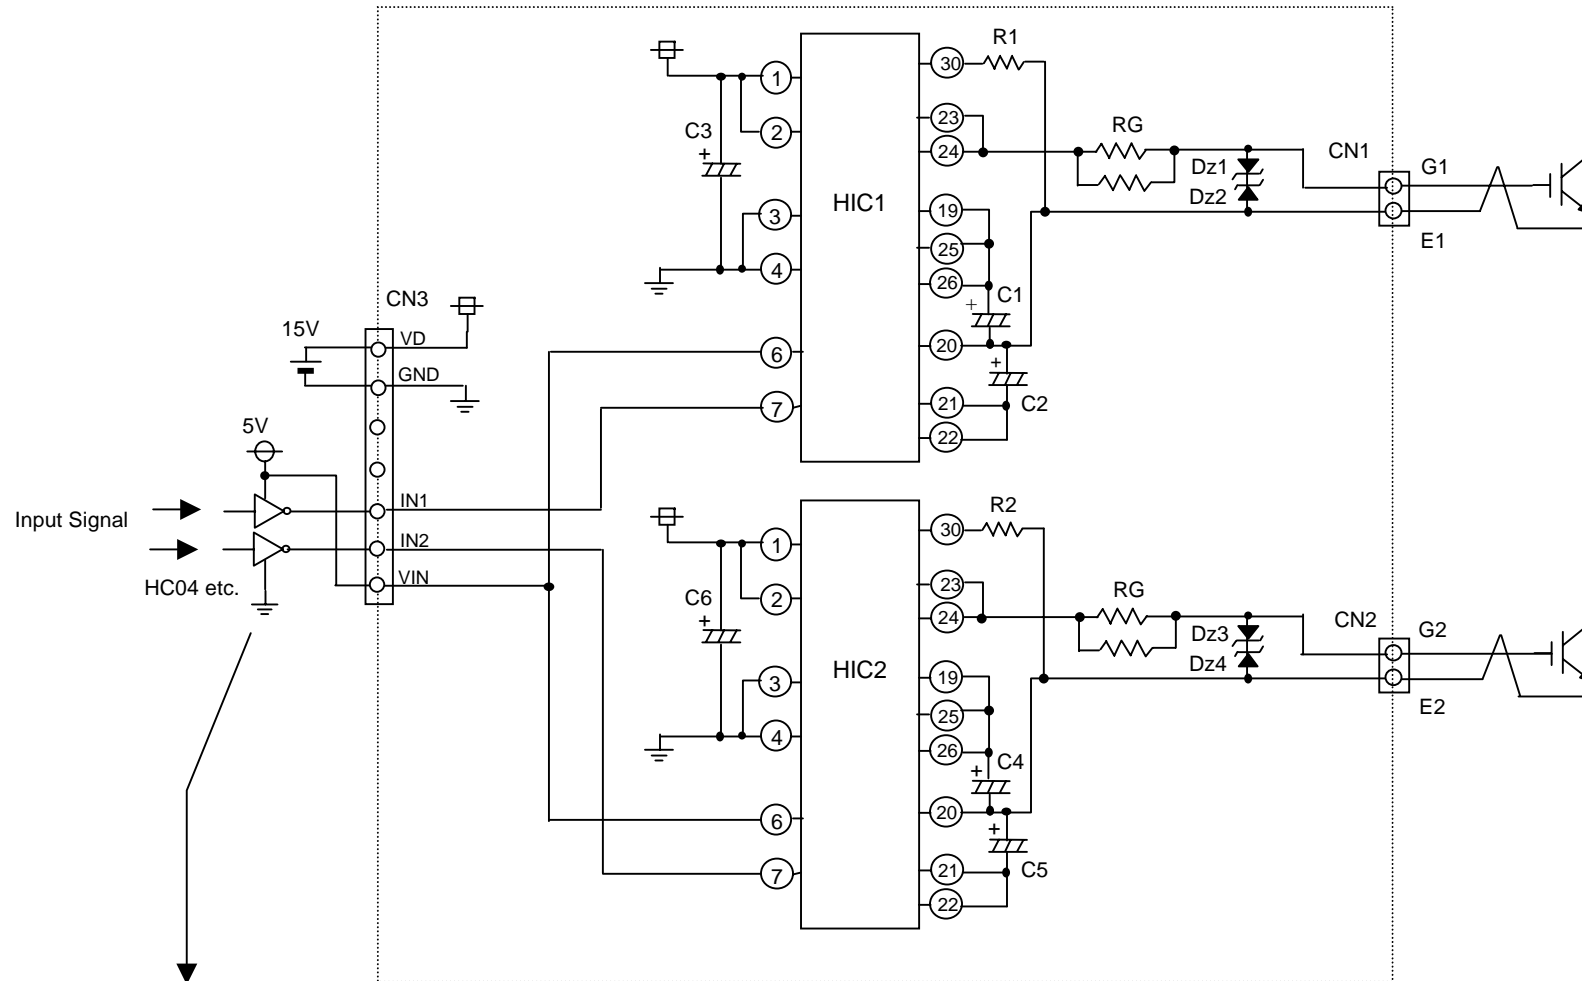 R1
1
30
2
23
24
C3
+
RG
CN1
G1
Dz1
Dz2
HIC1
3
19
E1
4
25
26
CN3
+
C1
15V
VD
6
20
GND
+
7
21
C2
5V
22
IN1
R2
Input Signal
IN2
1
30
HC04 etc.
VIN
2
23
24
C6
+
RG
CN2
G2
Dz3
Dz4
HIC2
3
19
E2
4
25
26
+
C4
6
20
+
7
21
C5
22